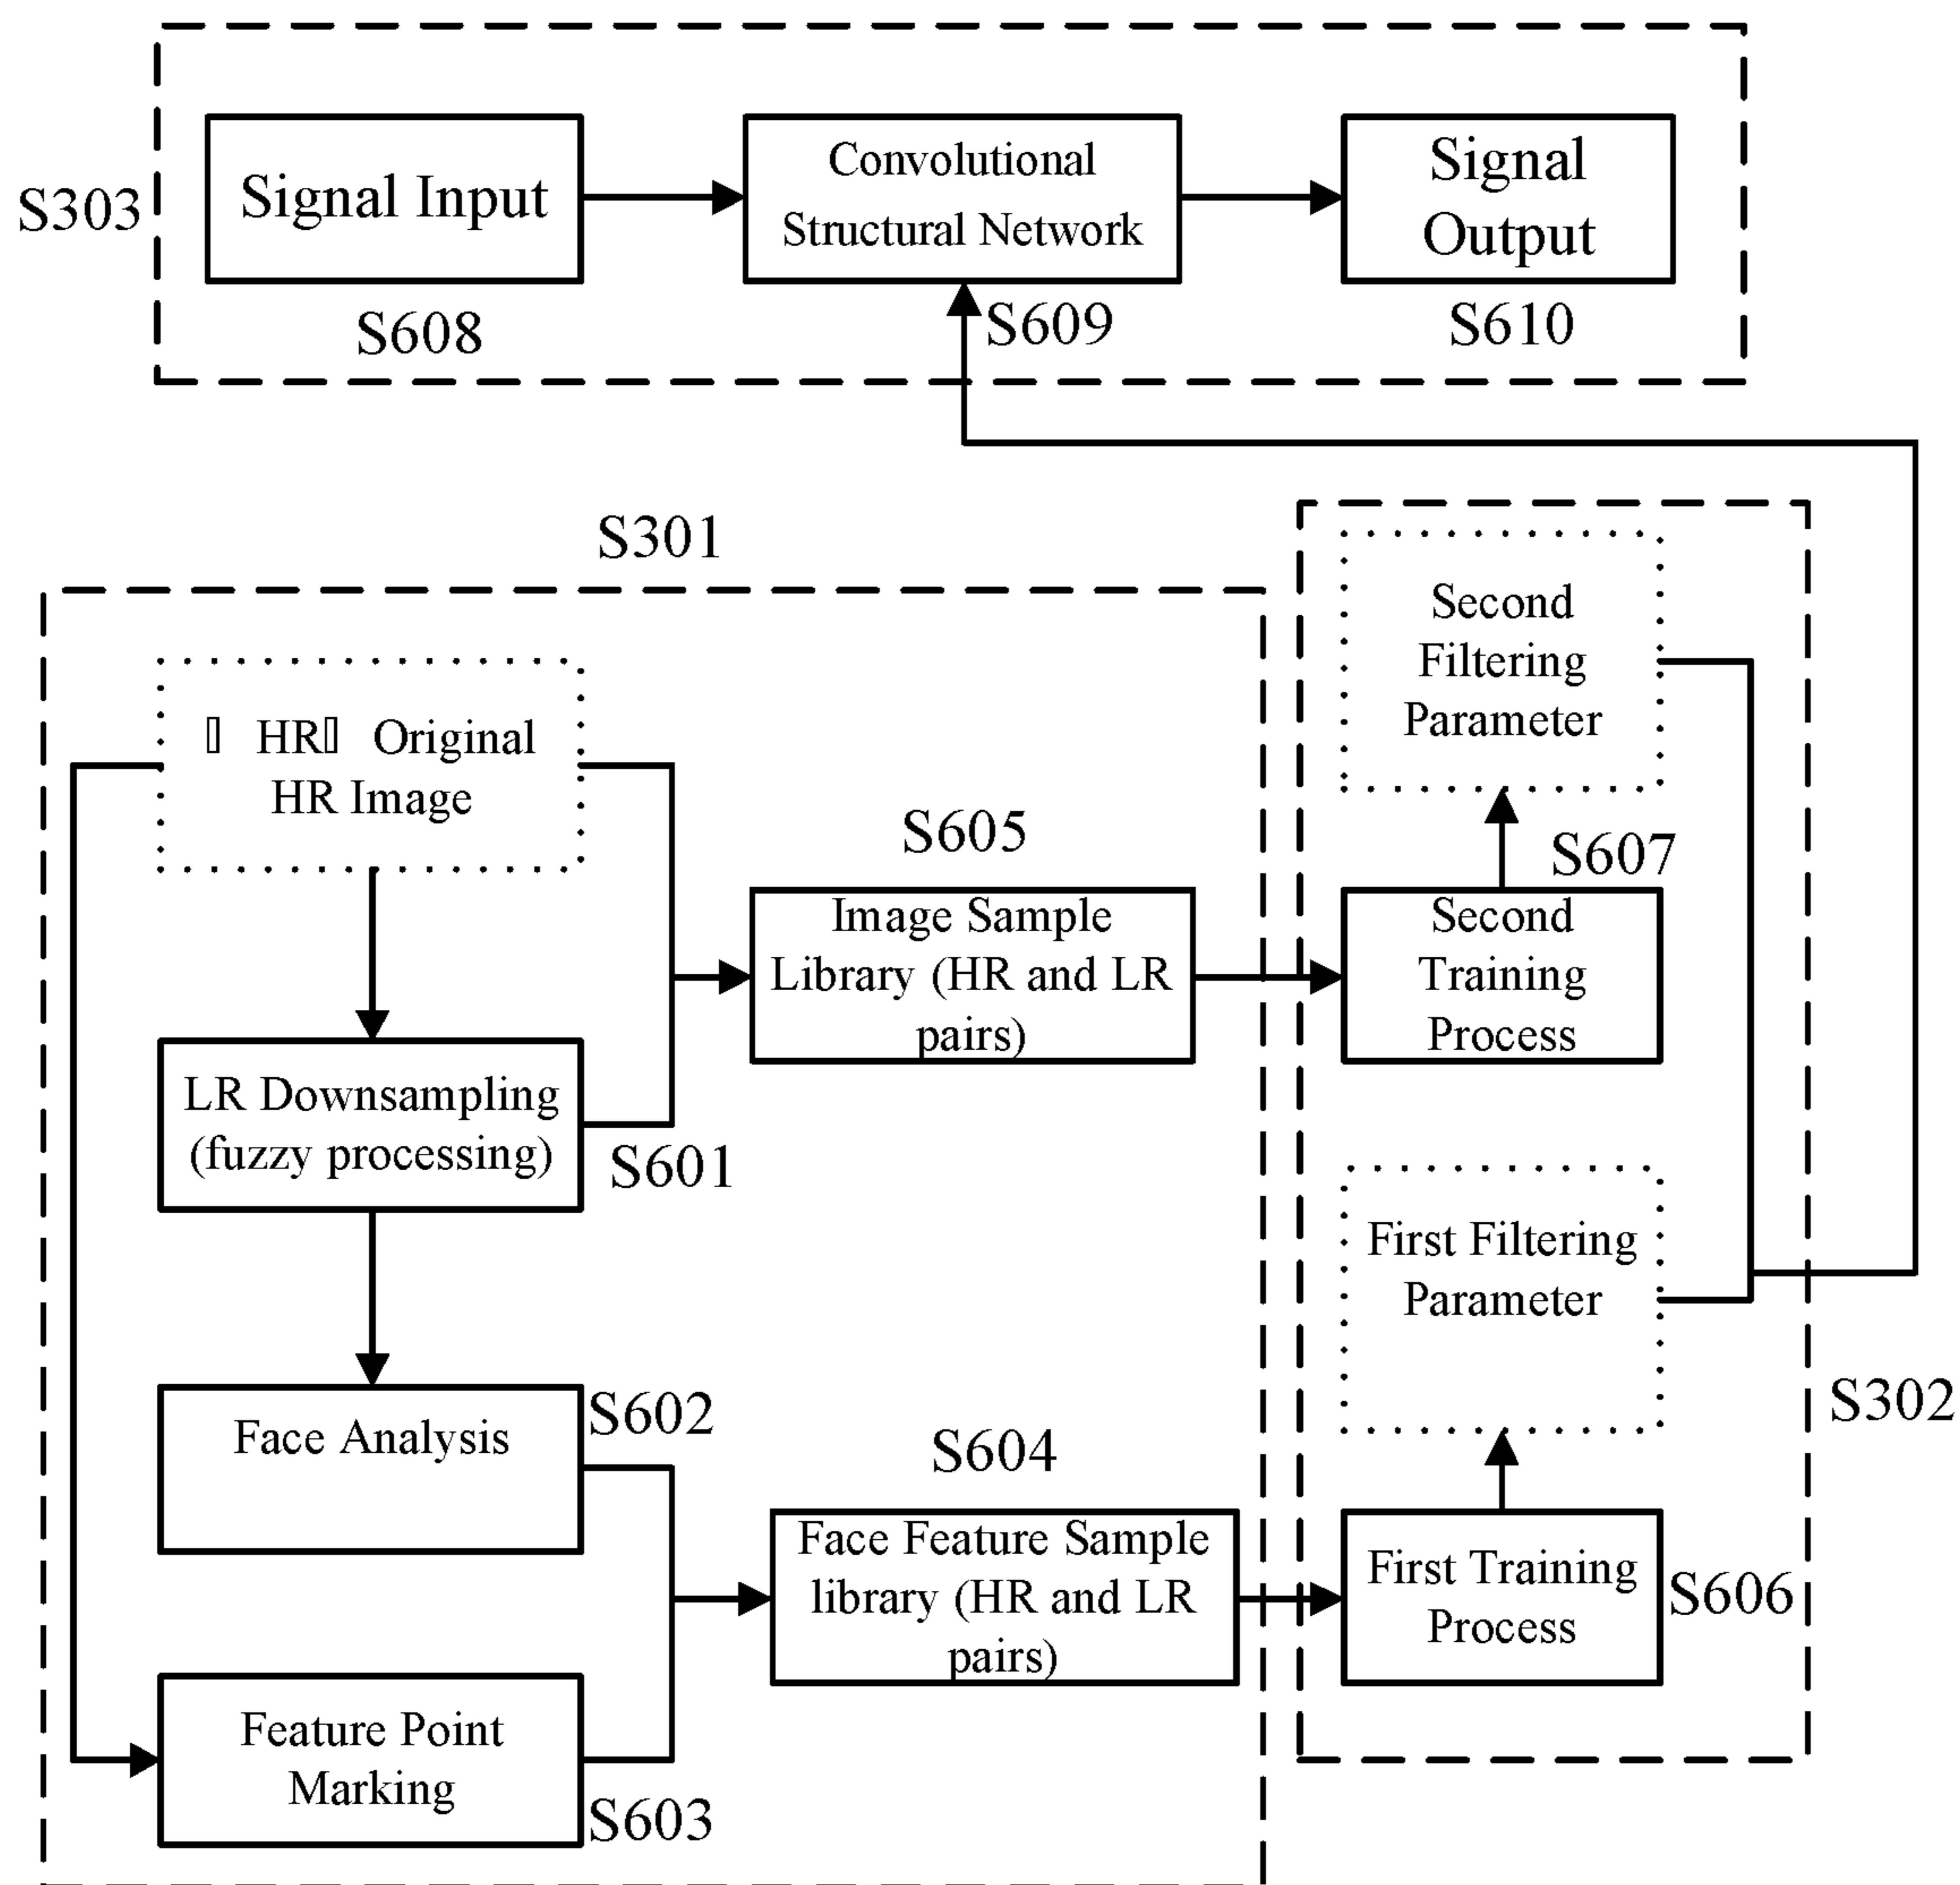 Signal Input
Convolutional
Structural Network
Signal
Output
S303
S608
S609
S610
S301
Second
Filtering
Parameter
HR Original
HR Image
S605
S607
Image Sample
Library (HR and LR
pairs)
Second
Training
Process
LR Downsampling
(fuzzy processing)
S601
First Filtering
Parameter
S302
Face Analysis
S602
S604
Face Feature Sample
library (HR and LR
pairs)
First Training
Process
S606
Feature Point
Marking
S603